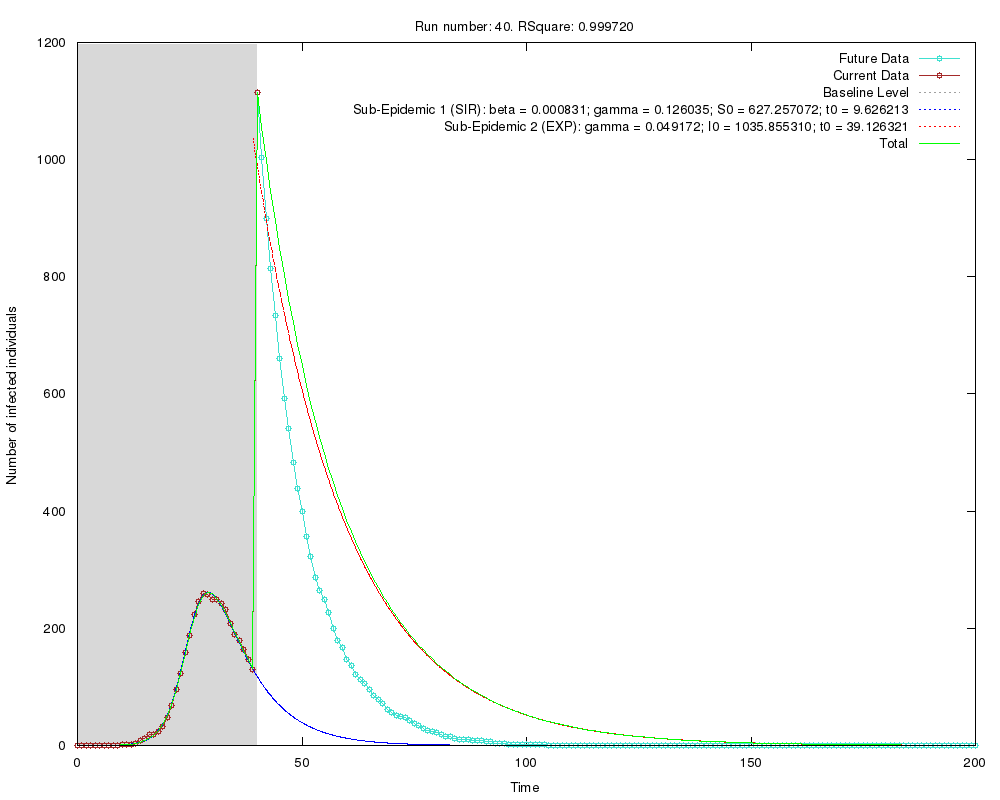 Run number: 40. RSquare: 0.999720
1200
1000
800
600
400
200
0
Number of infected individuals
Future Data
Current Data
Baseline Level
Sub-Epidemic 1 (SIR): beta = 0.000831; gamma = 0.126035; S0 = 627.257072; t0 = 9.626213
Sub-Epidemic 2 (EXP): gamma = 0.049172; I0 = 1035.855310; t0 = 39.126321
Total
0
50
100
150
200
Time